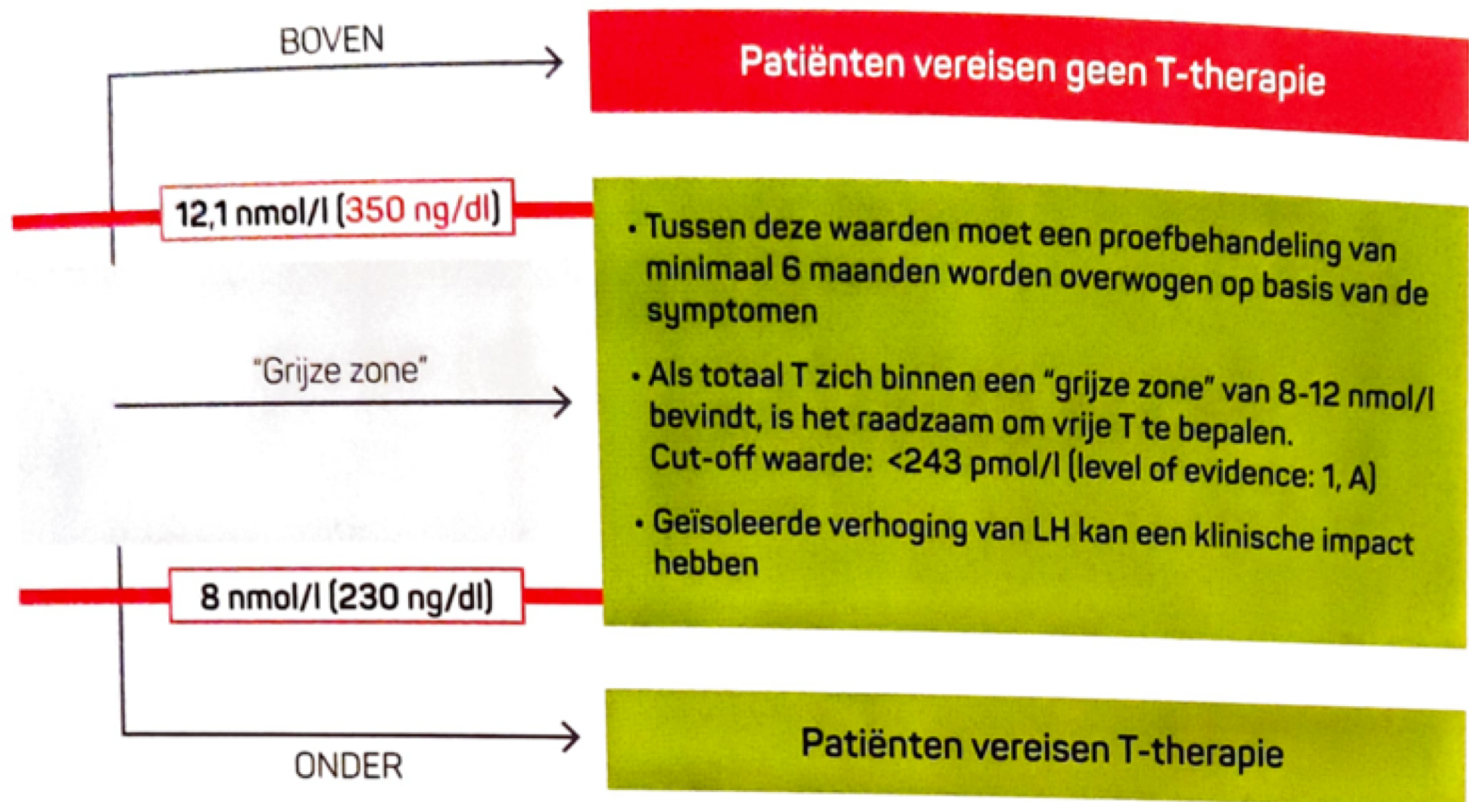 BOVEN
Patiënten vereisen geen T-therapie
12,1 nmol/l (350 ng/dl)
• Tussen deze waarden moet een proefbehandeling van
minimaal 6 maanden worden overwogen op basis van de
symptomen
"Grijze zone"
• Als totaal T zich binnen een "grijze zone" van 8-12 nmol/l
bevindt, is het raadzaam om vrije T te bepalen.
Cut-off waarde: <243 pmol/l (level of evidence: 1, A)
• Geïsoleerde verhoging van LH kan een klinische impact
hebben
8 nmol/l (230 ng/dl)
ONDER
Patiënten vereisen T-therapie